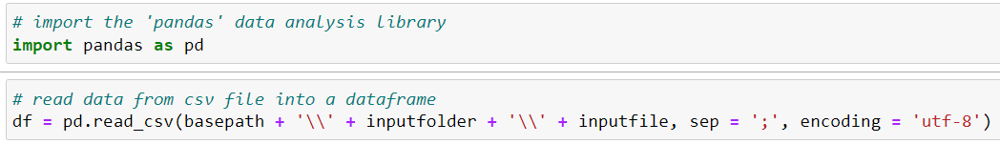 # import the 'pandas' data analysis library
import pandas as pd
# read data from csv file into a dataframe
df = pd.read_csv(basepath + '\\' + inputfolder + '\\' + inputfile, sep = ';', encoding = 'utf-8')